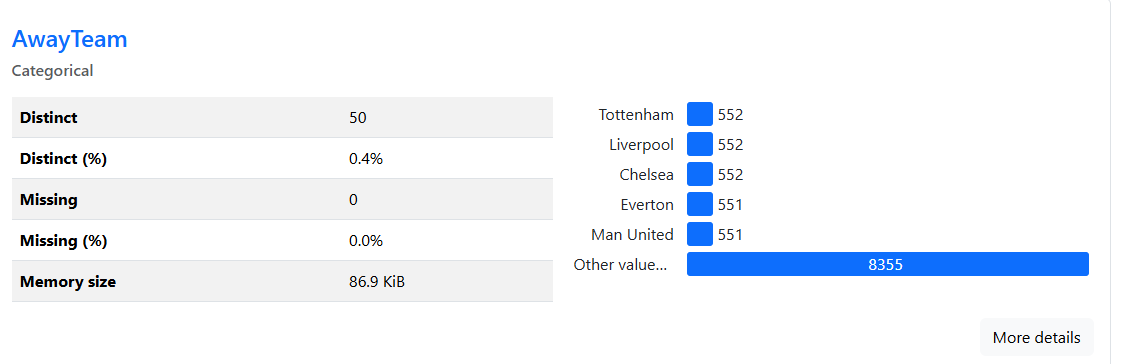 AwayTeam
Categorical
Distinct 50
Distinct (%) 0.4%
Missing 0
Missing (%) 0.0%
Memory size 86.9 KiB
Tottenham 552
Liverpool 552
Chelsea 552
Everton 551
Man United 551
Other value... 8355
More details